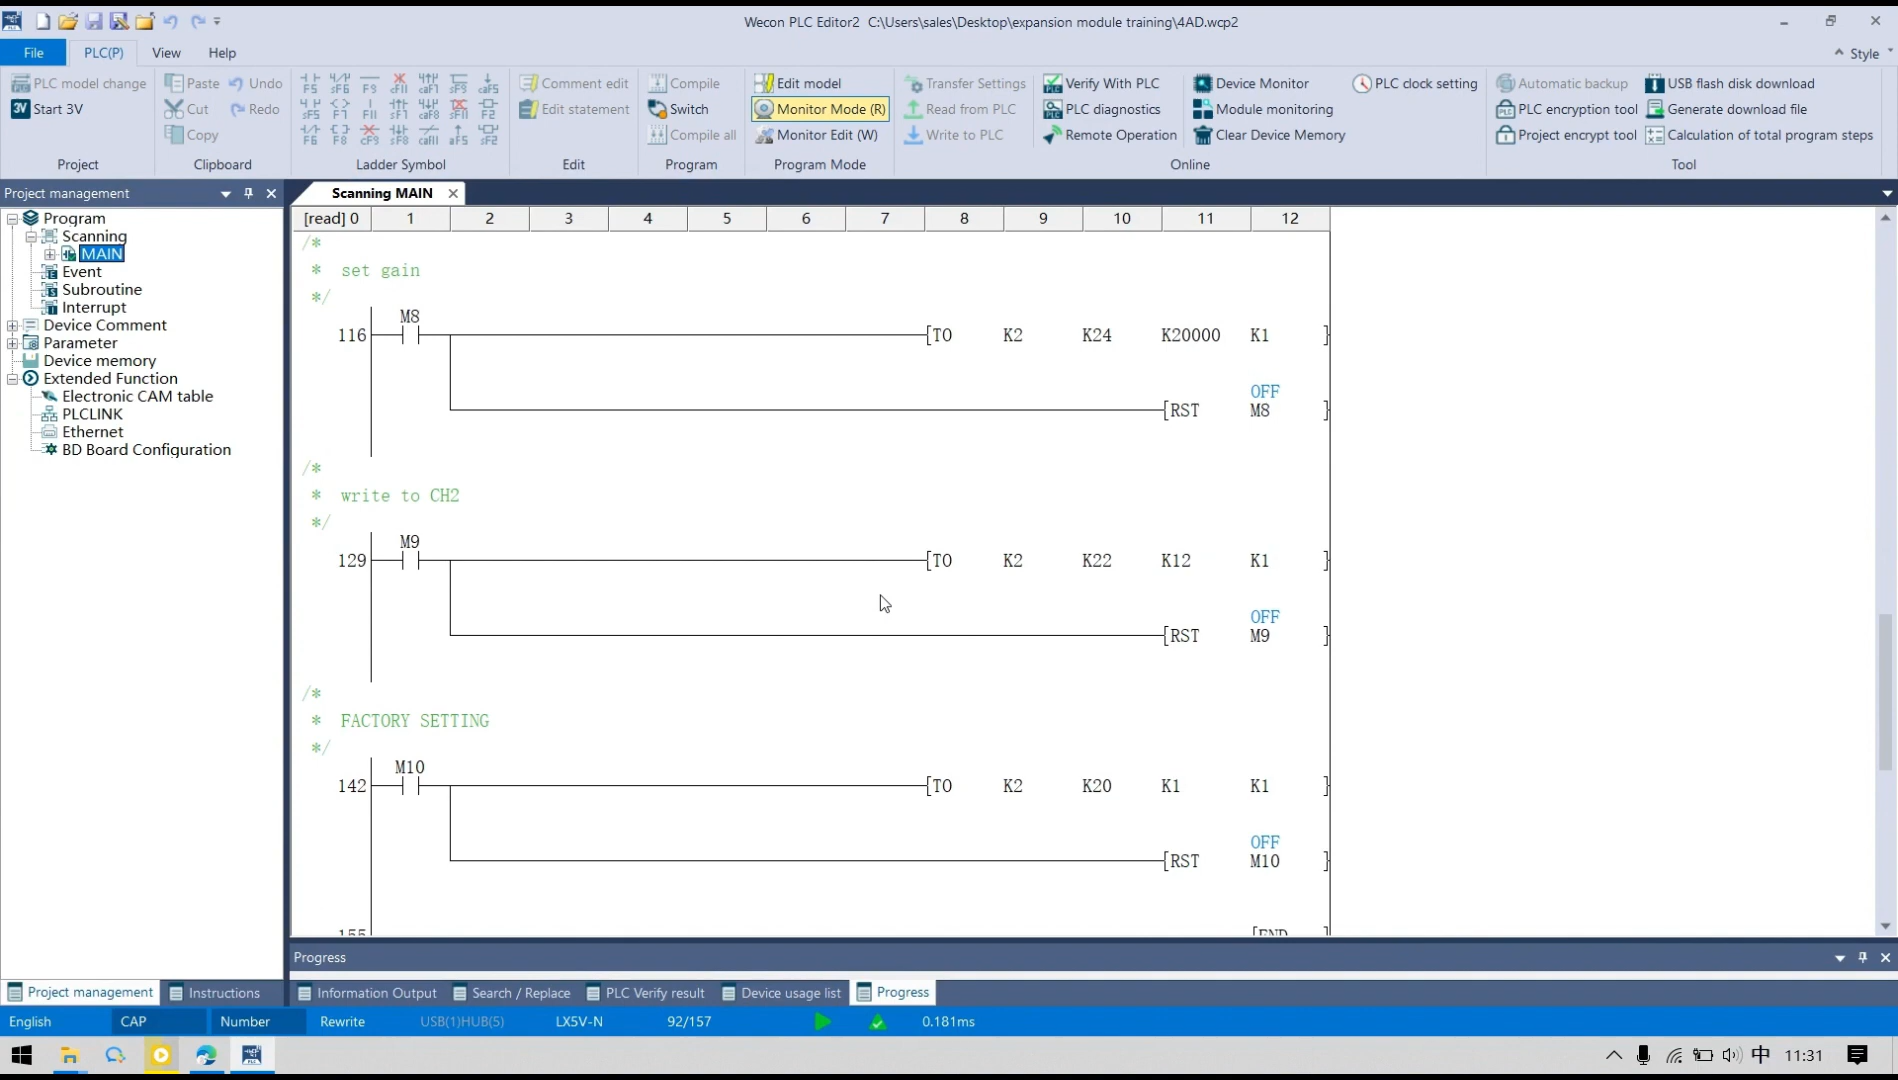 Wecon PLC Editor2 C:\Users\sales\Desktop\expansion module training\4AD.wcp2
File PLC(P) View Help Style
PLC model change
Start 3V
Project
Paste Undo
Cut Redo
Copy
Clipboard
Ladder Symbol
Comment edit
Edit statement
Edit
Compile
Switch
Compile all
Program
Edit model
Monitor Mode (R)
Monitor Edit (W)
Program Mode
Transfer Settings Verify With PLC Device Monitor PLC clock setting
Read from PLC PLC diagnostics Module monitoring
Write to PLC Remote Operation Clear Device Memory
Online
Automatic backup USB flash disk download
PLC encryption tool Generate download file
Project encrypt tool Calculation of total program steps
Tool
Project management
Program
Scanning
MAIN
Event
Subroutine
Interrupt
Device Comment
Parameter
Device memory
Extended Function
Electronic CAM table
PLCLINK
Ethernet
BD Board Configuration
Scanning MAIN
[read] 0 1 2 3 4 5 6 7 8 9 10 11 12
/*
* set gain
*/
M8
116 [TO K2 K24 K20000 K1 ]
OFF
[RST M8 ]
/*
* write to CH2
*/
M9
129 [TO K2 K22 K12 K1 ]
OFF
[RST M9 ]
/*
* FACTORY SETTING
*/
M10
142 [TO K2 K20 K1 K1 ]
OFF
[RST M10 ]
155 [END ]
Progress
Project management Instructions Information Output Search / Replace PLC Verify result Device usage list Progress
English CAP Number Rewrite USB(1)HUB(5) LX5V-N 92/157 0.181ms
中 11:31